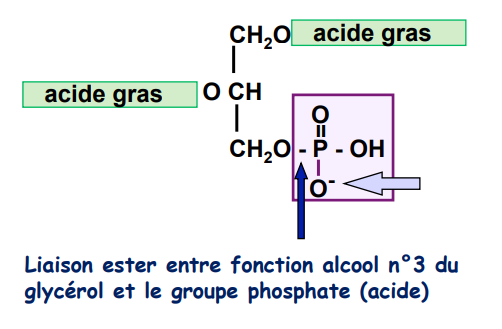 CH₂O acide gras
acide gras O CH
O
CH₂O - P - OH
O⁻
Liaison ester entre fonction alcool n°3 du
glycérol et le groupe phosphate (acide)